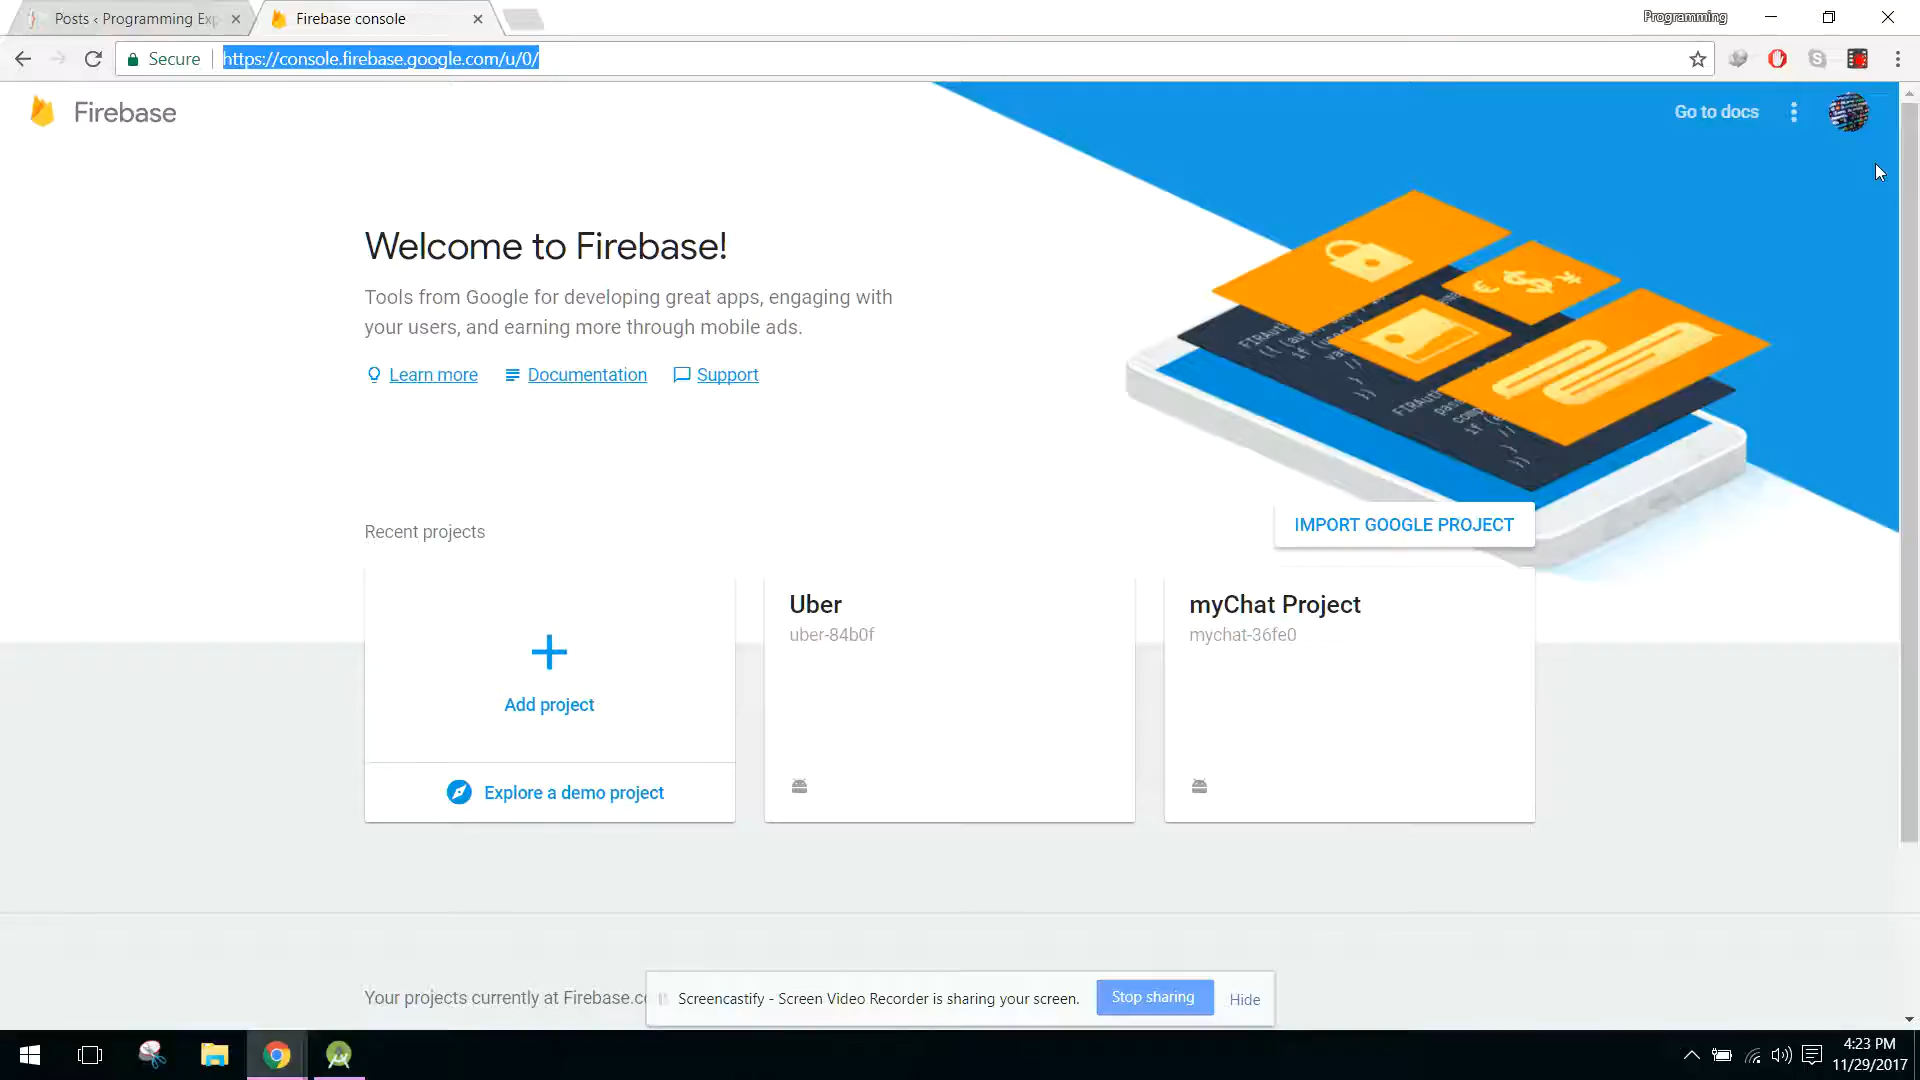 Posts ‹ Programming Exp
Firebase console
Programming
Secure
https://console.firebase.google.com/u/0/
Firebase
Go to docs
Welcome to Firebase!
Tools from Google for developing great apps, engaging with
your users, and earning more through mobile ads.
Learn more
Documentation
Support
Recent projects
IMPORT GOOGLE PROJECT
Add project
Explore a demo project
Uber
uber-84b0f
myChat Project
mychat-36fe0
Your projects currently at Firebase.co
Screencastify - Screen Video Recorder is sharing your screen.
Stop sharing
Hide
4:23 PM
11/29/2017